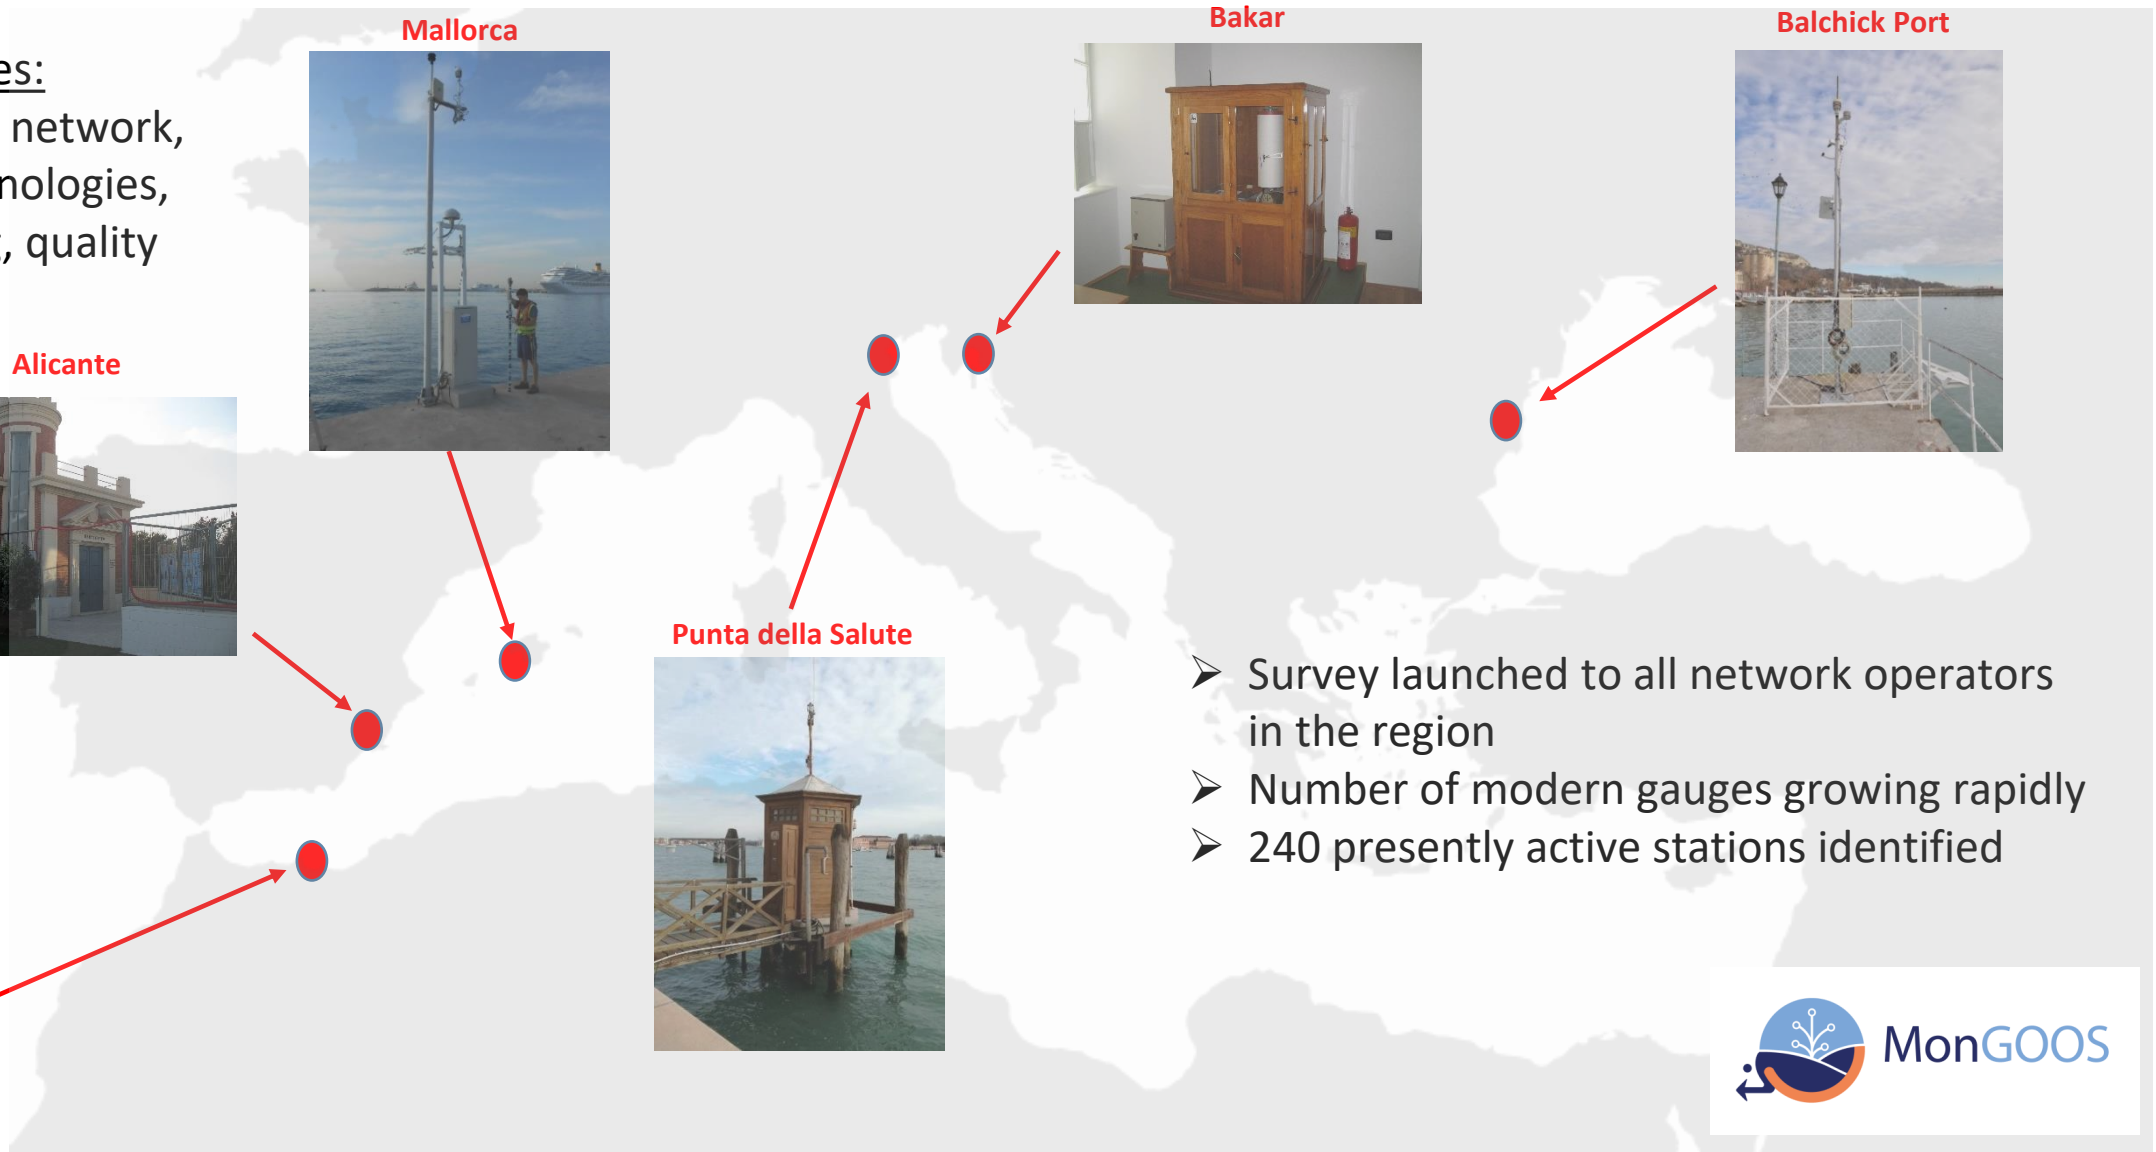 Mallorca
Bakar
Balchick Port
es:
network,
nologies,
, quality
Alicante
Punta della Salute
➢ Survey launched to all network operators
in the region
➢ Number of modern gauges growing rapidly
➢ 240 presently active stations identified
MonGOOS